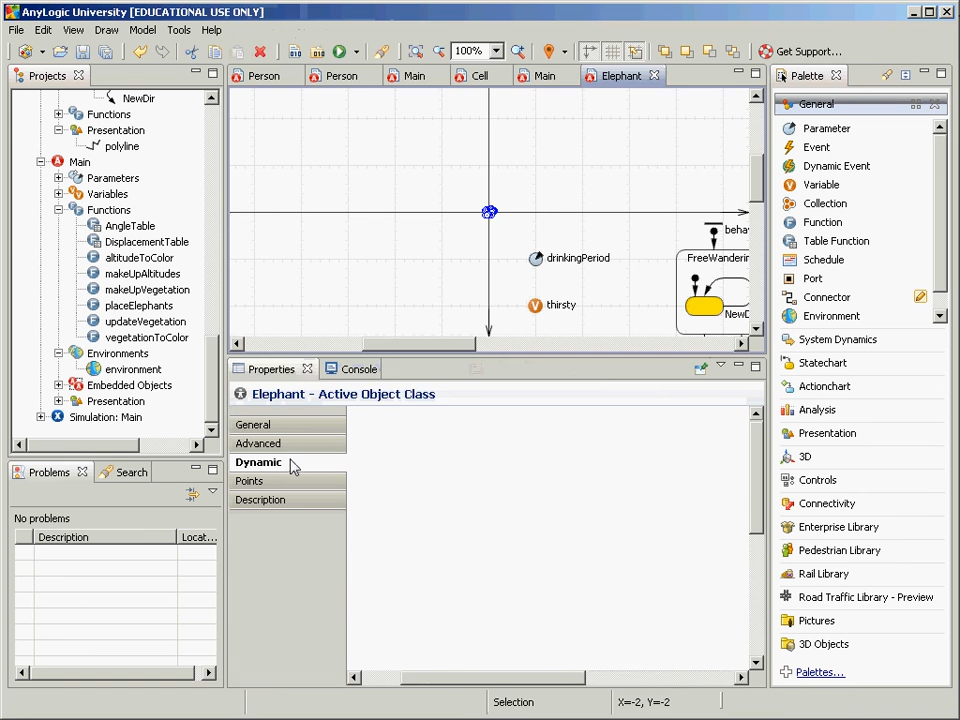 AnyLogic University [EDUCATIONAL USE ONLY]
File Edit View Draw Model Tools Help
100% Get Support...
Projects
NewDir
Functions
Presentation
polyline
Main
Parameters
Variables
Functions
AngleTable
DisplacementTable
altitudeToColor
makeUpAltitudes
makeUpVegetation
placeElephants
updateVegetation
vegetationToColor
Environments
environment
Embedded Objects
Presentation
Simulation: Main
Problems Search
No problems
Description Locat...
Person Person Main Cell Main Elephant
drinkingPeriod
thirsty
behav
FreeWanderin
NewD
Properties Console
Elephant - Active Object Class
General
Advanced
Dynamic
Points
Description
Palette
General
Parameter
Event
Dynamic Event
Variable
Collection
Function
Table Function
Schedule
Port
Connector
Environment
System Dynamics
Statechart
Actionchart
Analysis
Presentation
3D
Controls
Connectivity
Enterprise Library
Pedestrian Library
Rail Library
Road Traffic Library - Preview
Pictures
3D Objects
Palettes...
Selection X=-2, Y=-2